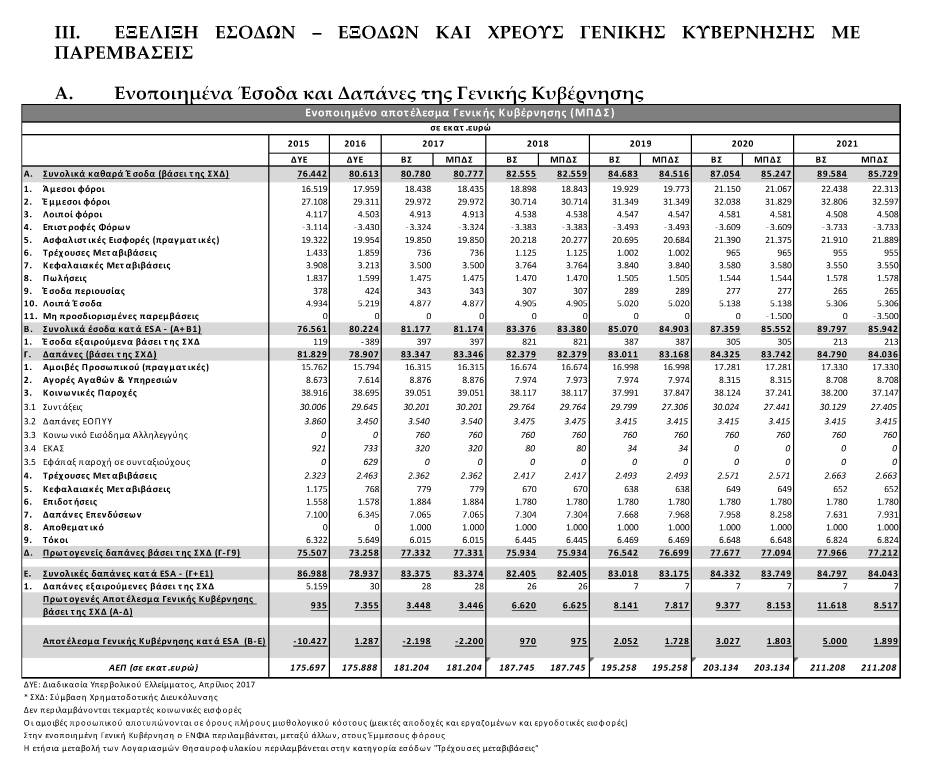 III. ΕΞΕΛΙΞΗ ΕΣΟΔΩΝ – ΕΞΟΔΩΝ ΚΑΙ ΧΡΕΟΥΣ ΓΕΝΙΚΗΣ ΚΥΒΕΡΝΗΣΗΣ ΜΕ
ΠΑΡΕΜΒΑΣΕΙΣ
Α. Ενοποιημένα Έσοδα και Δαπάνες της Γενικής Κυβέρνησης
Ενοποιημένο αποτέλεσμα Γενικής Κυβέρνησης (ΜΠΔΣ)
σε εκατ.ευρώ
2015 2016 2017 2018 2019 2020 2021
ΔΥΕ ΔΥΕ ΒΣ ΜΠΔΣ ΒΣ ΜΠΔΣ ΒΣ ΜΠΔΣ ΒΣ ΜΠΔΣ ΒΣ ΜΠΔΣ
Α. Συνολικά καθαρά Έσοδα (βάσει της ΣΧΔ) 76.442 80.613 80.780 80.777 82.555 82.559 84.683 84.516 87.054 85.247 89.584 85.729
1. Άμεσοι φόροι 16.519 17.959 18.438 18.435 18.898 18.843 19.929 19.773 21.150 21.067 22.438 22.313
2. Έμμεσοι Φόροι 27.108 29.311 29.972 29.972 30.714 30.714 31.349 31.349 32.038 31.829 32.806 32.597
3. Λοιποί φόροι 4.117 4.503 4.913 4.913 4.538 4.538 4.547 4.547 4.581 4.581 4.508 4.508
4. Επιστροφές Φόρων -3.114 -3.430 -3.324 -3.324 -3.383 -3.383 -3.493 -3.493 -3.609 -3.609 -3.733 -3.733
5. Ασφαλιστικές Εισφορές (πραγματικές) 19.322 19.954 19.850 19.850 20.218 20.277 20.695 20.684 21.390 21.375 21.910 21.889
6. Τρέχουσες Μεταβιβάσεις 1.433 1.859 736 736 1.125 1.125 1.002 1.002 965 965 955 955
7. Κεφαλαιακές Μεταβιβάσεις 3.908 3.213 3.500 3.500 3.764 3.764 3.840 3.840 3.580 3.580 3.550 3.550
8. Πωλήσεις 1.837 1.599 1.475 1.475 1.470 1.470 1.505 1.505 1.544 1.544 1.578 1.578
9. Έσοδα περιουσίας 378 424 343 343 307 307 289 289 277 277 265 265
10. Λοιπά Έσοδα 4.934 5.219 4.877 4.877 4.905 4.905 5.020 5.020 5.138 5.138 5.306 5.306
11. Μη προσδιορισμένες παρεμβάσεις 0 0 0 0 0 0 0 0 0 -1.500 0 -3.500
Β. Συνολικά έσοδα κατά ESA - (Α+Β1) 76.561 80.224 81.177 81.174 83.376 83.380 85.070 84.903 87.359 85.552 89.797 85.942
1. Έσοδα εξαιρούμενα βάσει της ΣΧΔ 119 -389 397 397 821 821 387 387 305 305 213 213
Γ. Δαπάνες (βάσει της ΣΧΔ) 81.829 78.907 83.347 83.346 82.379 82.379 83.011 83.168 84.325 83.742 84.790 84.036
1. Αμοιβές Προσωπικού (πραγματικές) 15.762 15.794 16.315 16.315 16.674 16.674 16.998 16.998 17.281 17.281 17.330 17.330
2. Αγορές Αγαθών & Υπηρεσιών 8.673 7.614 8.876 8.876 7.974 7.973 7.974 7.974 8.315 8.315 8.708 8.708
3. Κοινωνικές Παροχές 38.916 38.695 39.051 39.051 38.117 38.117 37.991 37.847 38.124 37.241 38.200 37.147
3.1 Συντάξεις 30.006 29.645 30.201 30.201 29.764 29.764 29.799 27.306 30.024 27.441 30.129 27.405
3.2 Δαπάνες ΕΟΠΥΥ 3.860 3.450 3.540 3.540 3.475 3.475 3.415 3.415 3.415 3.415 3.415 3.415
3.3 Κοινωνικό Εισόδημα Αλληλεγγύης 0 0 760 760 760 760 760 760 760 760 760 760
3.4 ΕΚΑΣ 921 733 320 320 80 80 34 34 0 0 0 0
3.5 Εφάπαξ παροχή σε συνταξιούχους 0 629 0 0 0 0 0 0 0 0 0 0
4. Τρέχουσες Μεταβιβάσεις 2.323 2.463 2.362 2.362 2.417 2.417 2.493 2.493 2.571 2.571 2.663 2.663
5. Κεφαλαιακές Μεταβιβάσεις 1.175 768 779 779 670 670 638 638 649 649 652 652
6. Επιδοτήσεις 1.558 1.578 1.884 1.884 1.780 1.780 1.780 1.780 1.780 1.780 1.780 1.780
7. Δαπάνες Επενδύσεων 7.100 6.345 7.065 7.065 7.304 7.304 7.668 7.968 7.958 8.258 7.631 7.931
8. Αποθεματικό 0 0 1.000 1.000 1.000 1.000 1.000 1.000 1.000 1.000 1.000 1.000
9. Τόκοι 6.322 5.649 6.015 6.015 6.445 6.445 6.469 6.469 6.648 6.648 6.824 6.824
Δ. Πρωτογενείς δαπάνες βάσει της ΣΧΔ (Γ-Γ9) 75.507 73.258 77.332 77.331 75.934 75.934 76.542 76.699 77.677 77.094 77.966 77.212
Ε. Συνολικές δαπάνες κατά ESA - (Γ+Ε1) 86.988 78.937 83.375 83.374 82.405 82.405 83.018 83.175 84.332 83.749 84.797 84.043
1. Δαπάνες εξαιρούμενες βάσει της ΣΧΔ 5.159 30 28 28 26 26 7 7 7 7 7 7
Πρωτογενές Αποτέλεσμα Γενικής Κυβέρνησης
βάσει της ΣΧΔ (Α-Δ) 935 7.355 3.448 3.446 6.620 6.625 8.141 7.817 9.377 8.153 11.618 8.517
Αποτέλεσμα Γενικής Κυβέρνησης κατά ESA (Β-Ε) -10.427 1.287 -2.198 -2.200 970 975 2.052 1.728 3.027 1.803 5.000 1.899
ΑΕΠ (σε εκατ.ευρώ) 175.697 175.888 181.204 181.204 187.745 187.745 195.258 195.258 203.134 203.134 211.208 211.208
ΔΥΕ: Διαδικασία Υπερβολικού Ελλείμματος, Απρίλιος 2017
* ΣΧΔ: Σύμβαση Χρηματοδοτικής Διευκόλυνσης
Δεν περιλαμβάνονται τεκμαρτές κοινωνικές εισφορές
Οι αμοιβές προσωπικού αποτυπώνονται σε όρους πλήρους μισθολογικού κόστους (μεικτές αποδοχές και εργαζομένων και εργοδοτικές εισφορές)
Στην ενοποιημένη Γενική Κυβέρνηση ο ΕΝΦΙΑ περιλαμβάνεται, μεταξύ άλλων, στους Έμμεσους φόρους
Η ετήσια μεταβολή των Λογαριασμών Θησαυροφυλακίου περιλαμβάνεται στην κατηγορία εσόδων "Τρέχουσες μεταβιβάσεις"